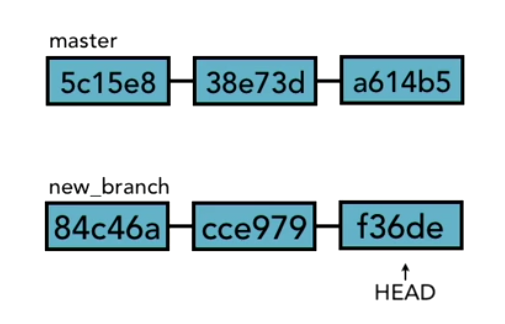 master
5c15e8 38e73d a614b5
new_branch
84c46a cce979 f36de
HEAD